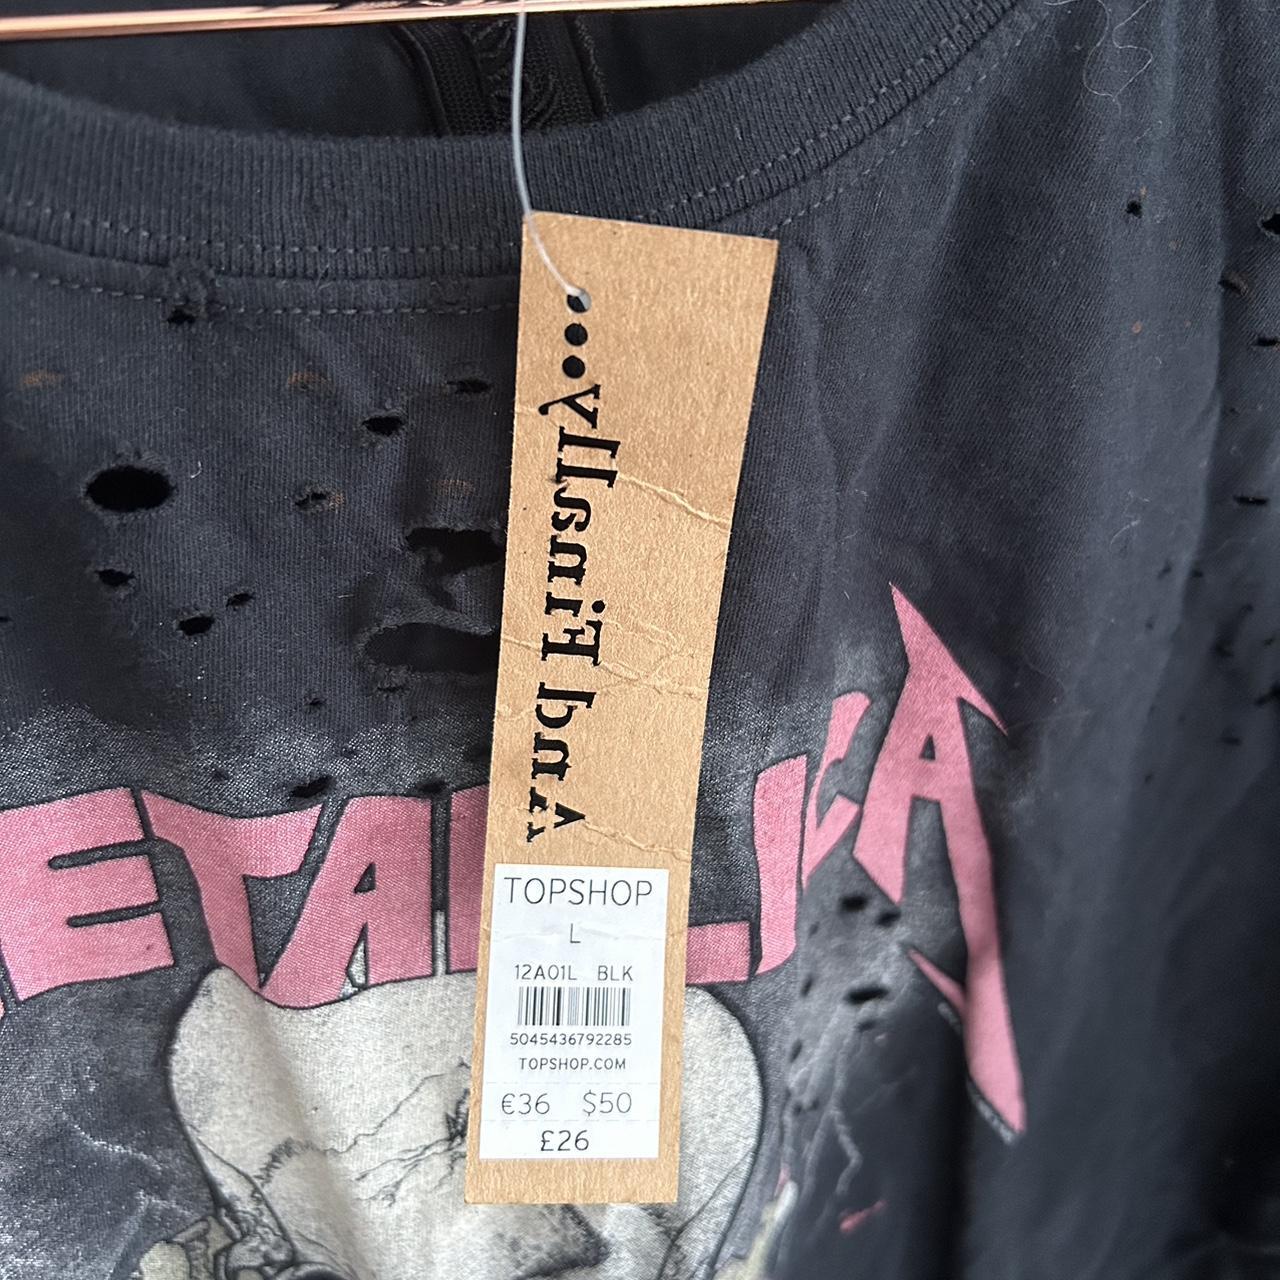 And Finally...
METALLICA
TOPSHOP
L
12A01L BLK
5045436792285
TOPSHOP.COM
€36 $50
£26